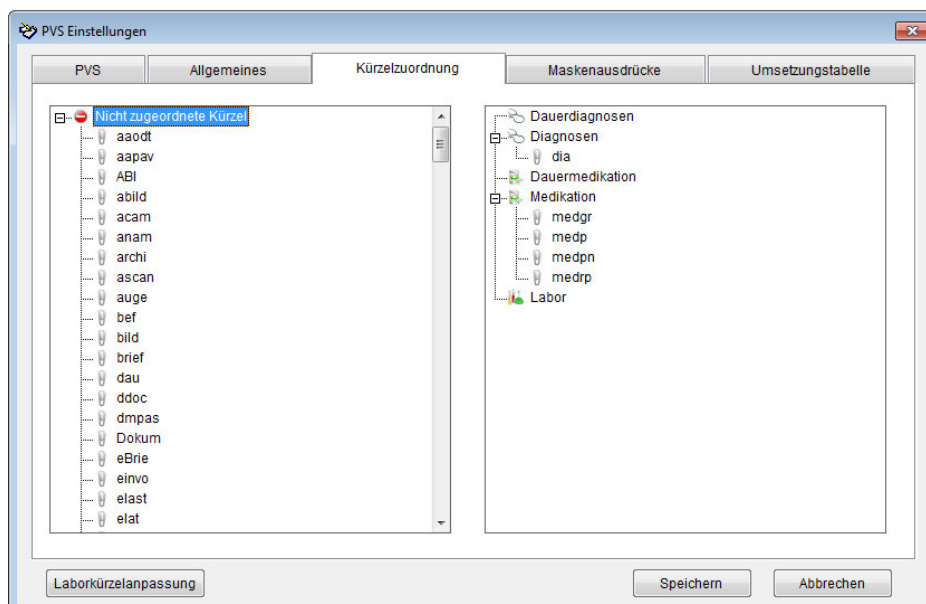 PVS Einstellungen
PVS
Allgemeines
Kürzelzuordnung
Maskenausdrücke
Umsetzungstabelle
Nicht zugeordnete Kürzel
aaodt
aapav
ABI
abild
acam
anam
archi
ascan
auge
bef
bild
brief
dau
ddoc
dmpas
Dokum
eBrie
einvo
elast
elat
Dauerdiagnosen
Diagnosen
dia
Dauermedikation
Medikation
medgr
medp
medpn
medrp
Labor
Laborkürzelanpassung
Speichern
Abbrechen